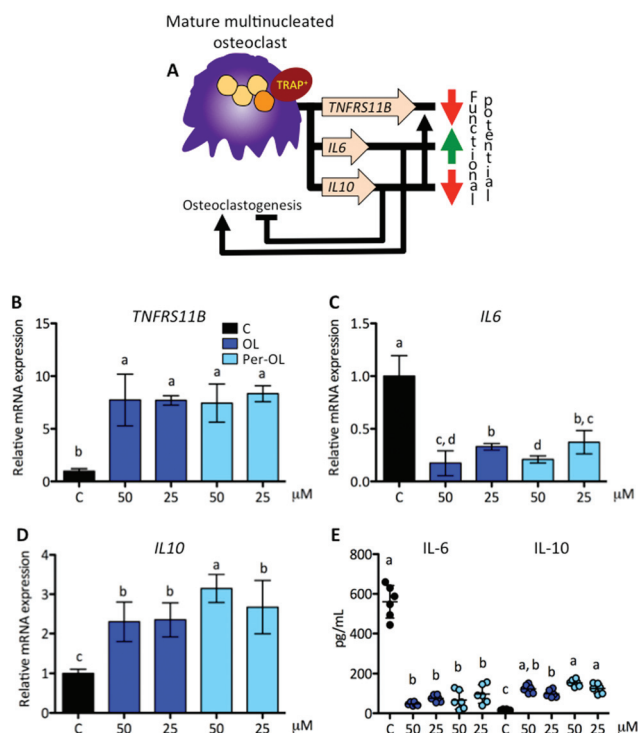 Mature multinucleated
osteoclast
A
TRAP+
TNFRS11B
IL6
IL10
Functional
potential
Osteoclastogenesis
B
TNFRS11B
Relative mRNA expression
15
10
5
0
b
a
a
a
a
C
OL
Per-OL
C
50
25
50
25
μM
C
IL6
Relative mRNA expression
1.5
1.0
0.5
0.0
a
c, d
b
d
b, c
C
50
25
50
25
μM
D
IL10
Relative mRNA expression
4
3
2
1
0
c
b
b
a
b
C
50
25
50
25
μM
E
IL-6
IL-10
pg/mL
800
600
400
200
0
a
b
b
b
b
c
a,b
b
a
a
C
50
25
50
25
C
50
25
50
25
μM